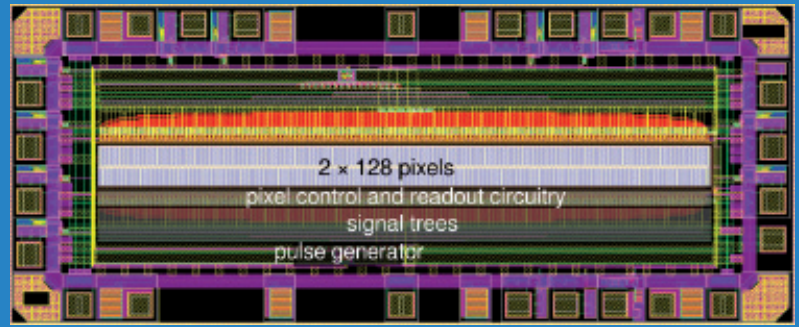 2 × 128 pixels
pixel control and readout circuitry
signal trees
pulse generator